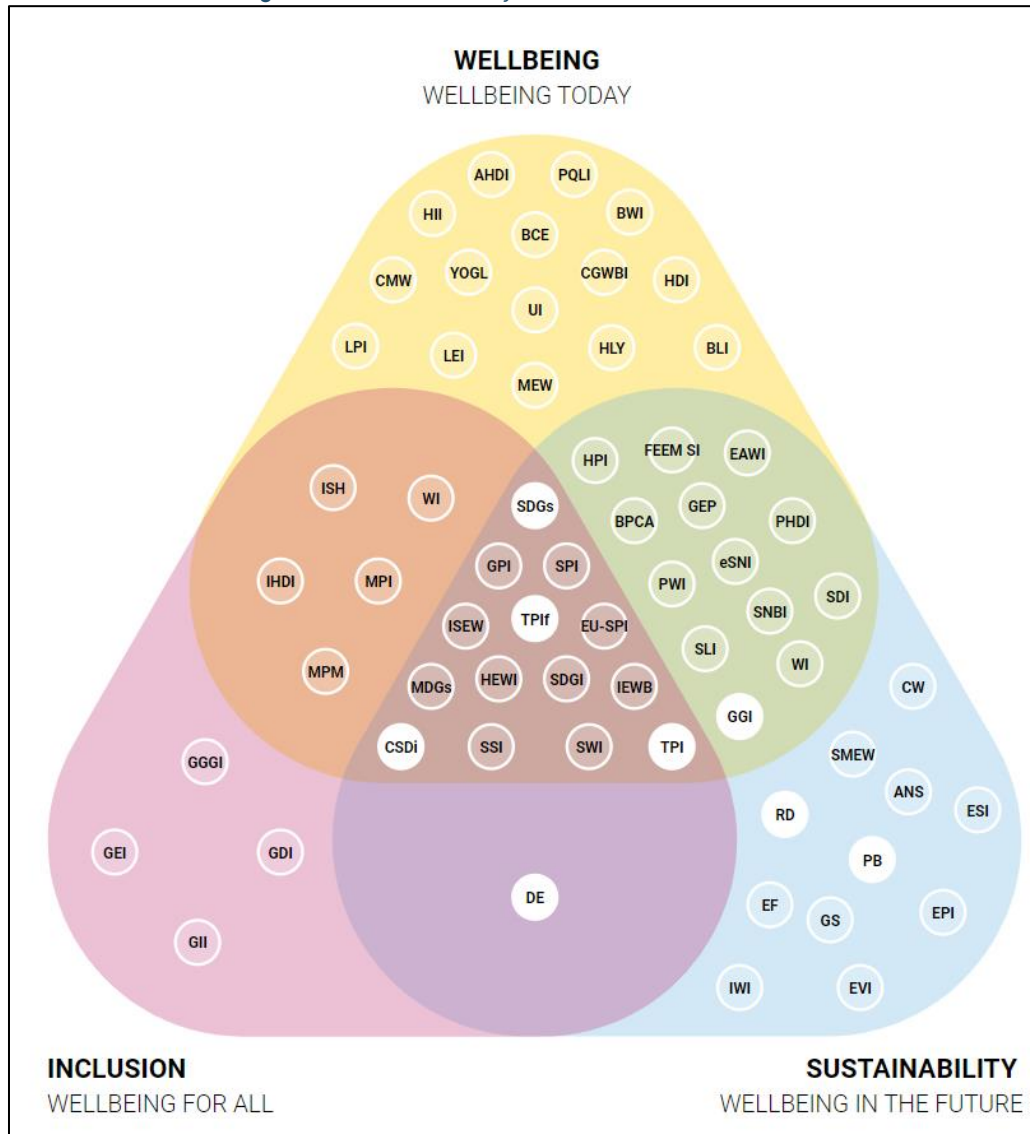 WELLBEING
WELLBEING TODAY
AHDI
PQLI
HII
BWI
BCE
CMW
YOGL
CGWBI
HDI
UI
LPI
LEI
HLY
BLI
MEW
HPI
FEEM SI
EAWI
ISH
WI
SDGs
BPCA
GEP
PHDI
GPI
SPI
eSNI
IHDI
MPI
PWI
SDI
ISEW
TPIf
EU-SPI
SNBI
SLI
WI
MPM
MDGs
HEWI
SDGI
IEWB
CW
GGI
CSDi
SSI
SWI
TPI
SMEW
GGGI
ANS
ESI
RD
GEI
GDI
PB
DE
EF
GS
EPI
GII
IWI
EVI
INCLUSION
WELLBEING FOR ALL
SUSTAINABILITY
WELLBEING IN THE FUTURE